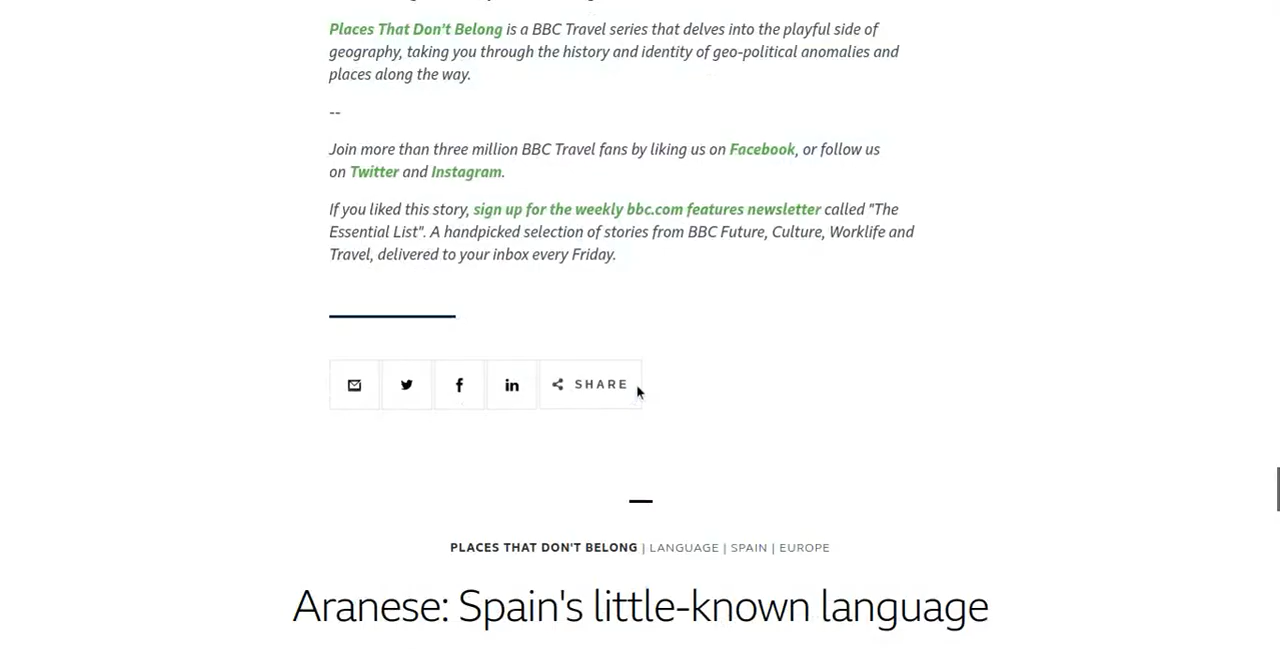 Places That Don't Belong is a BBC Travel series that delves into the playful side of
geography, taking you through the history and identity of geo-political anomalies and
places along the way.
--
Join more than three million BBC Travel fans by liking us on Facebook, or follow us
on Twitter and Instagram.
If you liked this story, sign up for the weekly bbc.com features newsletter called "The
Essential List". A handpicked selection of stories from BBC Future, Culture, Worklife and
Travel, delivered to your inbox every Friday.
SHARE
PLACES THAT DON'T BELONG | LANGUAGE | SPAIN | EUROPE
Aranese: Spain's little-known language